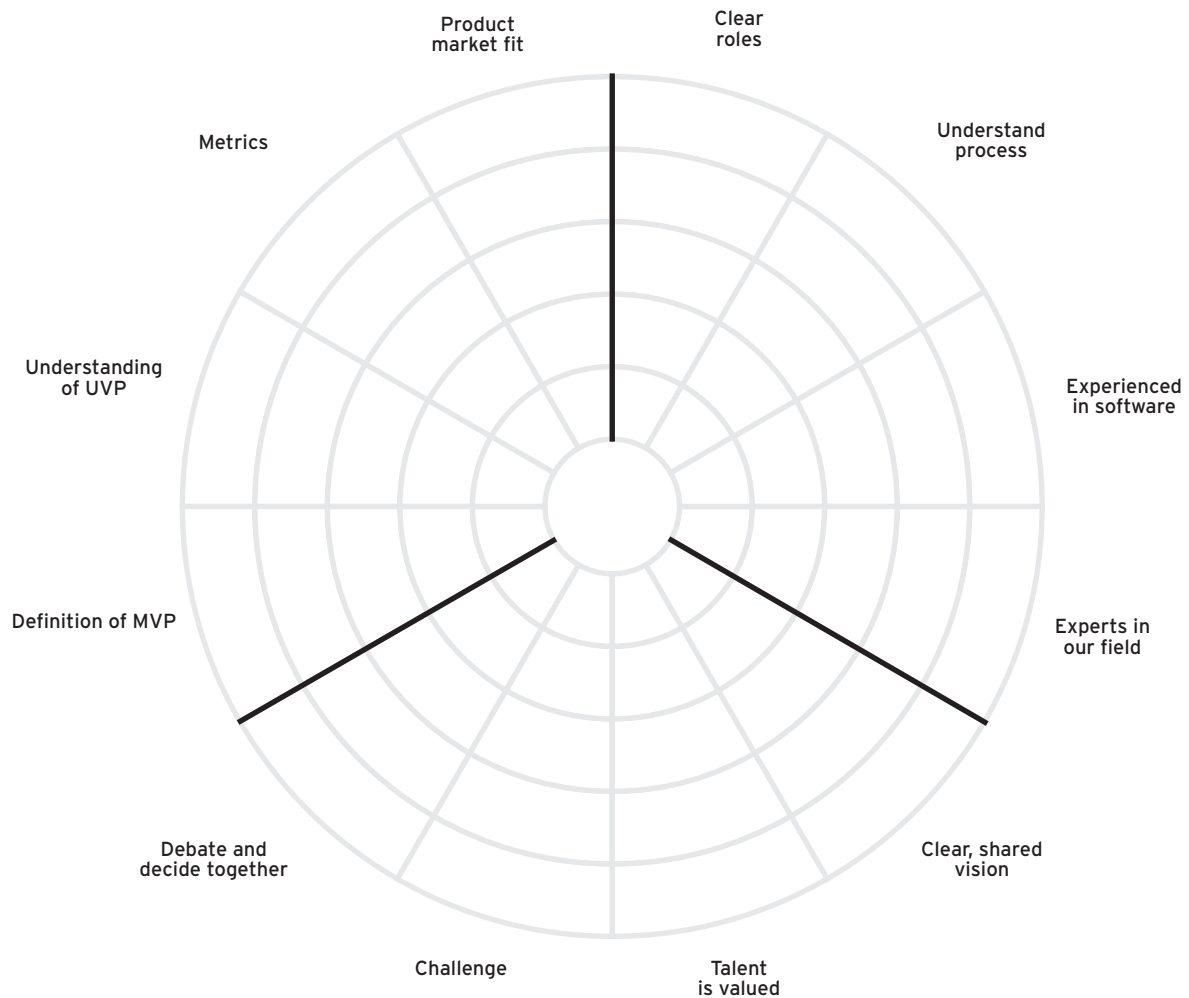 Product
market fit
Clear
roles
Metrics
Understand
process
Understanding
of UVP
Experienced
in software
Definition of MVP
Experts in
our field
Debate and
decide together
Clear, shared
vision
Challenge
Talent
is valued